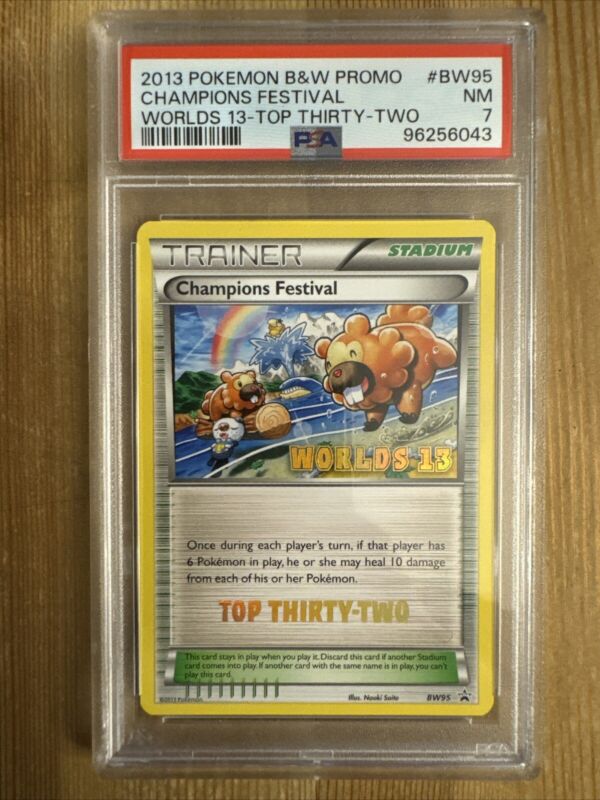 2013 POKEMON B&W PROMO #BW95
CHAMPIONS FESTIVAL NM
WORLDS 13-TOP THIRTY-TWO 7
PSA 96256043
TRAINER STADIUM
Champions Festival
WORLDS 13
Once during each player's turn, if that player has
6 Pokémon in play, he or she may heal 10 damage
from each of his or her Pokémon.
TOP THIRTY-TWO
This card stays in play when you play it. Discard this card if another Stadium
card comes into play. If another card with the same name is in play, you can't
play this card.
©2013 Pokémon Illus. Naoki Saito BW95